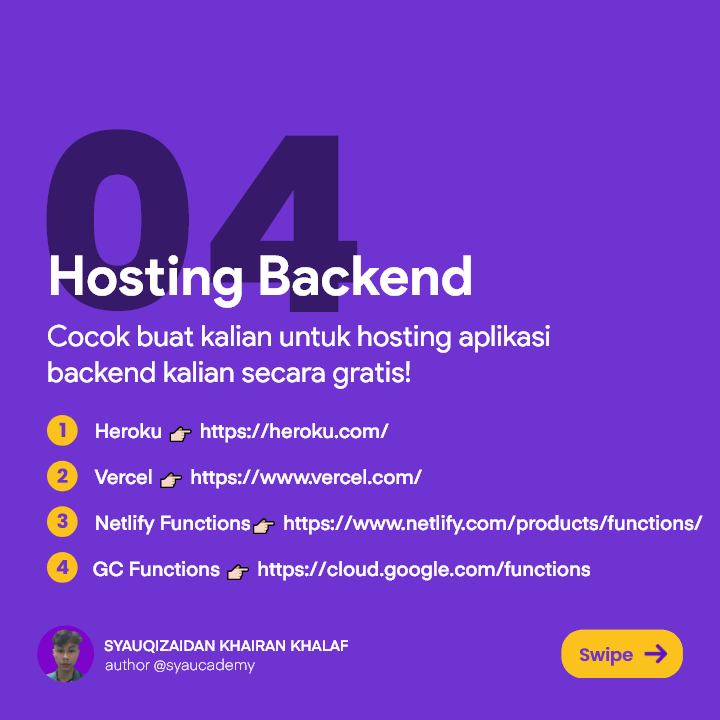 04
Hosting Backend
Cocok buat kalian untuk hosting aplikasi
backend kalian secara gratis!
1 Heroku 👉 https://heroku.com/
2 Vercel 👉 https://www.vercel.com/
3 Netlify Functions 👉 https://www.netlify.com/products/functions/
4 GC Functions 👉 https://cloud.google.com/functions
SYAUQIZAIDAN KHAIRAN KHALAF
author @syaucademy
Swipe →